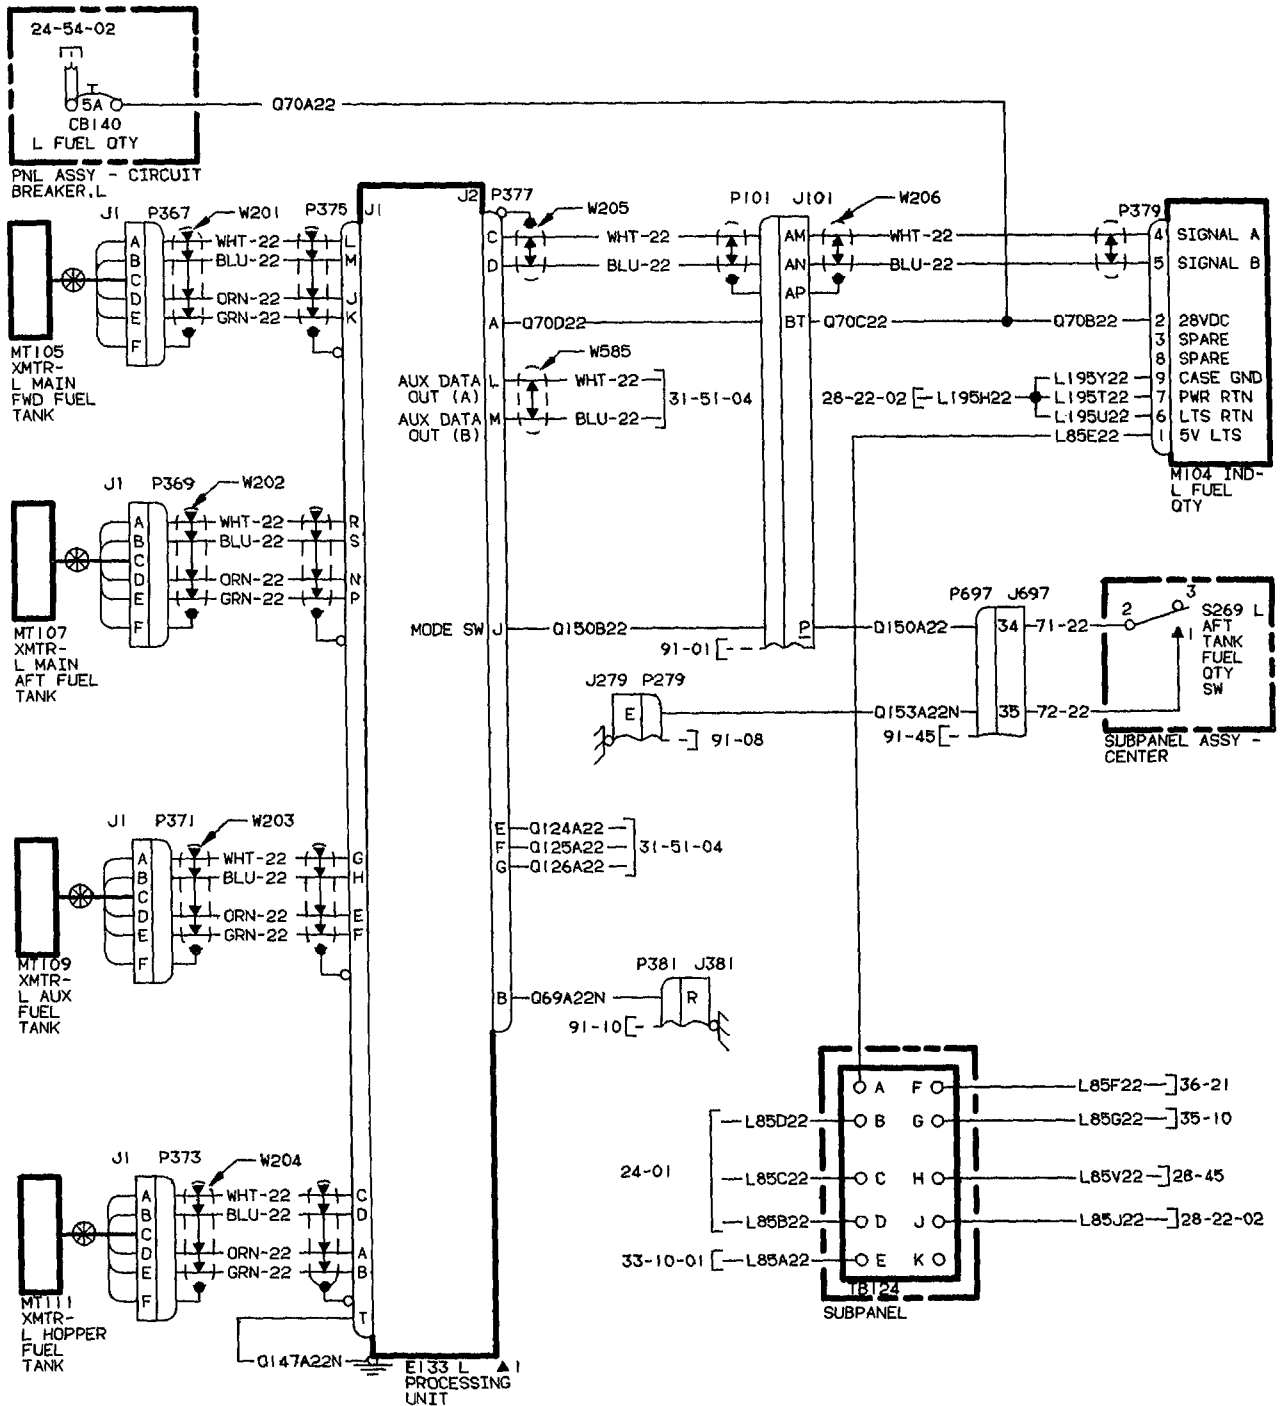 24-54-02
5A
CB140
L FUEL QTY
PNL ASSY - CIRCUIT
BREAKER,L
Q70A22
J1 P367 W201 P375 J1
A WHT-22 L
B BLU-22 M
C
D ORN-22 J
E GRN-22 K
F
MT105
XMTR-
L MAIN
FWD FUEL
TANK
J1 P369 W202
A WHT-22 R
B BLU-22 S
C
D ORN-22 N
E GRN-22 P
F
MT107
XMTR-
L MAIN
AFT FUEL
TANK
J1 P371 W203
A WHT-22 G
B BLU-22 H
C
D ORN-22 E
E GRN-22 F
F
MT109
XMTR-
L AUX
FUEL
TANK
J1 P373 W204
A WHT-22 C
B BLU-22 D
C
D ORN-22 A
E GRN-22 B
F
T
MT111
XMTR-
L HOPPER
FUEL
TANK
Q147A22N
E133 L
PROCESSING
UNIT
1
J2 P377 W205 P101 J101 W206 P379
C WHT-22 AM WHT-22 4 SIGNAL A
D BLU-22 AN BLU-22 5 SIGNAL B
AP
A Q70D22 BT Q70C22 Q70B22 2 28VDC
3 SPARE
8 SPARE
L195Y22 9 CASE GND
28-22-02 L195H22 L195T22 7 PWR RTN
L195U22 6 LTS RTN
L85E22 1 5V LTS
M104 IND-
L FUEL
QTY
W585
AUX DATA
OUT (A)
L WHT-22
AUX DATA
OUT (B)
M BLU-22
31-51-04
MODE SW J Q150B22 P Q150A22
91-01
P697 J697
34 71-22
35 72-22
91-45
2 3
1
S269 L
AFT
TANK
FUEL
QTY
SW
SUBPANEL ASSY -
CENTER
J279 P279
E Q153A22N
91-08
E Q124A22
F Q125A22
G Q126A22
31-51-04
P381 J381
B Q69A22N R
91-10
A F L85F22 36-21
L85D22 B G L85G22 35-10
24-01
L85C22 C H L85V22 28-45
L85B22 D J L85J22 28-22-02
33-10-01 L85A22 E K
TB124
SUBPANEL